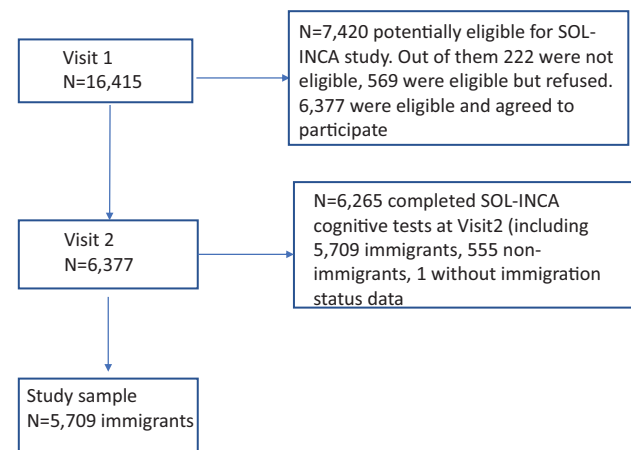 Visit 1
N=16,415
N=7,420 potentially eligible for SOL-
INCA study. Out of them 222 were not
eligible, 569 were eligible but refused.
6,377 were eligible and agreed to
participate
Visit 2
N=6,377
N=6,265 completed SOL-INCA
cognitive tests at Visit2 (including
5,709 immigrants, 555 non-
immigrants, 1 without immigration
status data
Study sample
N=5,709 immigrants